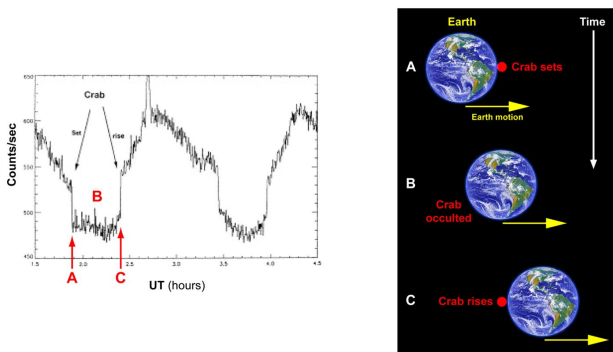 650
Crab
600
Set
rise
550
Counts/sec
B
500
450
1.5
2.0
2.5
3.0
3.5
4.0
4.5
A
C
UT (hours)
Earth
Time
A
Crab sets
Earth motion
B
Crab
occulted
C
Crab rises